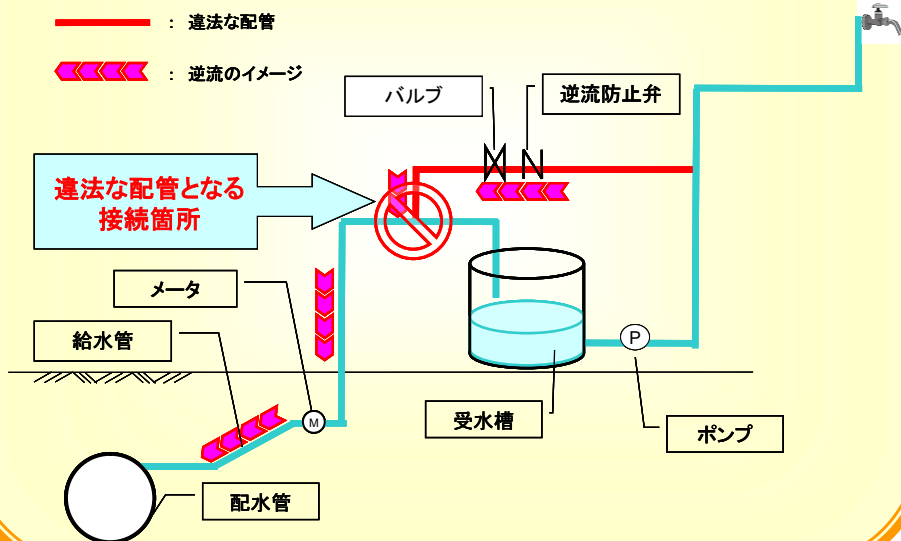 ： 違法な配管
： 逆流のイメージ
バルブ
逆流防止弁
違法な配管となる
接続箇所
メータ
給水管
P
M
受水槽
ポンプ
配水管